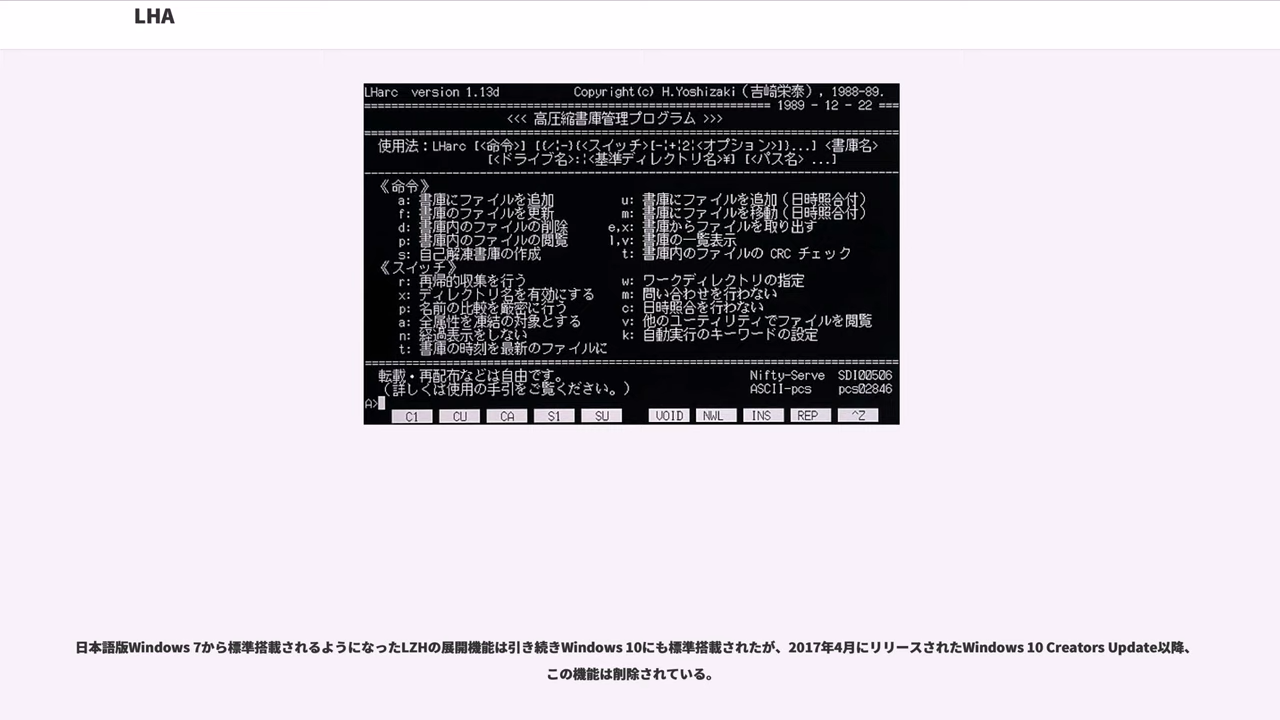 LHA
LHarc version 1.13d Copyright(c) H.Yoshizaki(吉崎栄泰), 1988-89.
1989 - 12 - 22
<<< 高圧縮書庫管理プログラム >>>
使用法:LHarc [<命令>] [{/¦-}{<スイッチ>[-¦+¦2¦<オプション>]}...] <書庫名>
[<ドライブ名>:¦<基準ディレクトリ名>¥] [<パス名> ...]
《命令》
a: 書庫にファイルを追加 u: 書庫にファイルを追加(日時照合付)
f: 書庫のファイルを更新 m: 書庫にファイルを移動(日時照合付)
d: 書庫内のファイルの削除 e,x: 書庫からファイルを取り出す
p: 書庫内のファイルの閲覧 l,v: 書庫の一覧表示
s: 自己解凍書庫の作成 t: 書庫内のファイルの CRC チェック
《スイッチ》
r: 再帰的収集を行う w: ワークディレクトリの指定
x: ディレクトリ名を有効にする m: 問い合わせを行わない
p: 名前の比較を厳密に行う c: 日時照合を行わない
a: 全属性を凍結の対象とする v: 他のユーティリティでファイルを閲覧
n: 経過表示をしない k: 自動実行のキーワードの設定
t: 書庫の時刻を最新のファイルに
転載・再配布などは自由です。 Nifty-Serve SDI00506
(詳しくは使用の手引をご覧ください。) ASCII-pcs pcs02846
A>
C1 CU CA S1 SU VOID NWL INS REP ^Z
日本語版Windows 7から標準搭載されるようになったLZHの展開機能は引き続きWindows 10にも標準搭載されたが、2017年4月にリリースされたWindows 10 Creators Update以降、
この機能は削除されている。